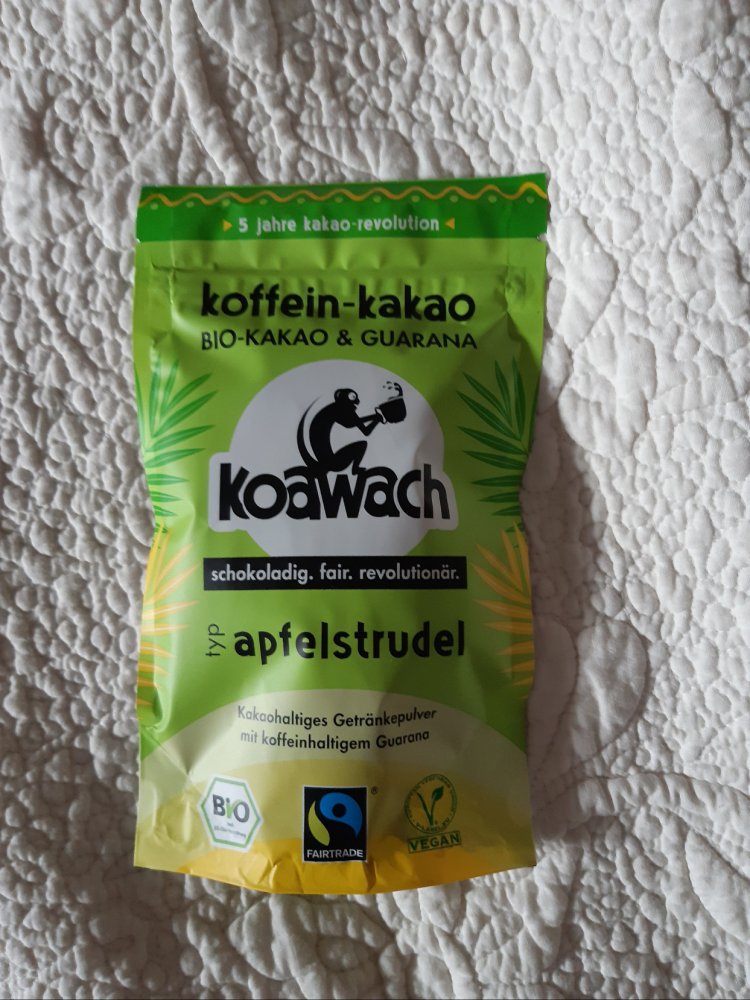 5 jahre kakao-revolution
koffein-kakao
BIO-KAKAO & GUARANA
koawach
schokoladig. fair. revolutionär.
typ apfelstrudel
Kakaohaltiges Getränkepulver
mit koffeinhaltigem Guarana
BIO
FAIRTRADE
®
VEGAN